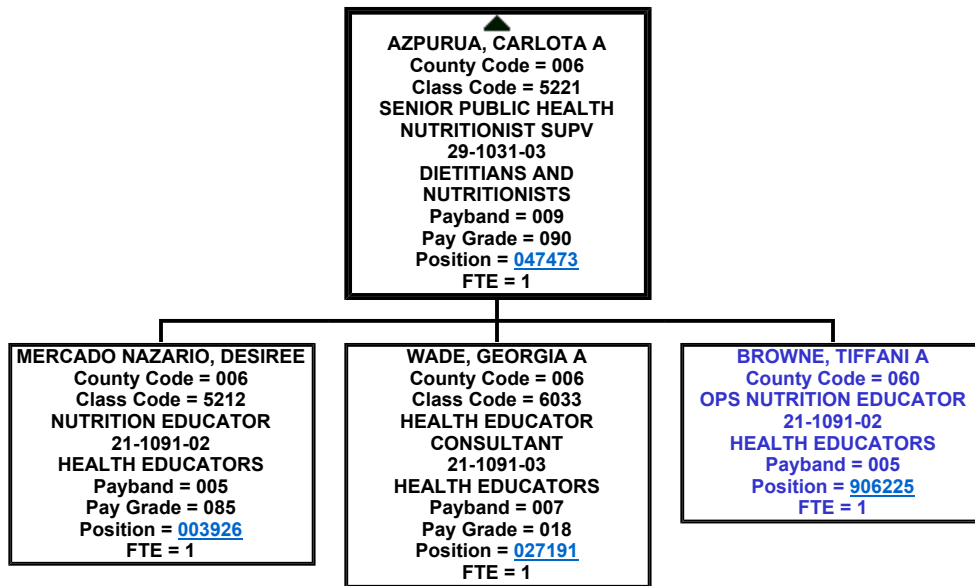 AZPURUA, CARLOTA A
County Code = 006
Class Code = 5221
SENIOR PUBLIC HEALTH
NUTRITIONIST SUPV
29-1031-03
DIETITIANS AND
NUTRITIONISTS
Payband = 009
Pay Grade = 090
Position = 047473
FTE = 1
MERCADO NAZARIO, DESIREE
County Code = 006
Class Code = 5212
NUTRITION EDUCATOR
21-1091-02
HEALTH EDUCATORS
Payband = 005
Pay Grade = 085
Position = 003926
FTE = 1
WADE, GEORGIA A
County Code = 006
Class Code = 6033
HEALTH EDUCATOR
CONSULTANT
21-1091-03
HEALTH EDUCATORS
Payband = 007
Pay Grade = 018
Position = 027191
FTE = 1
BROWNE, TIFFANI A
County Code = 060
OPS NUTRITION EDUCATOR
21-1091-02
HEALTH EDUCATORS
Payband = 005
Position = 906225
FTE = 1